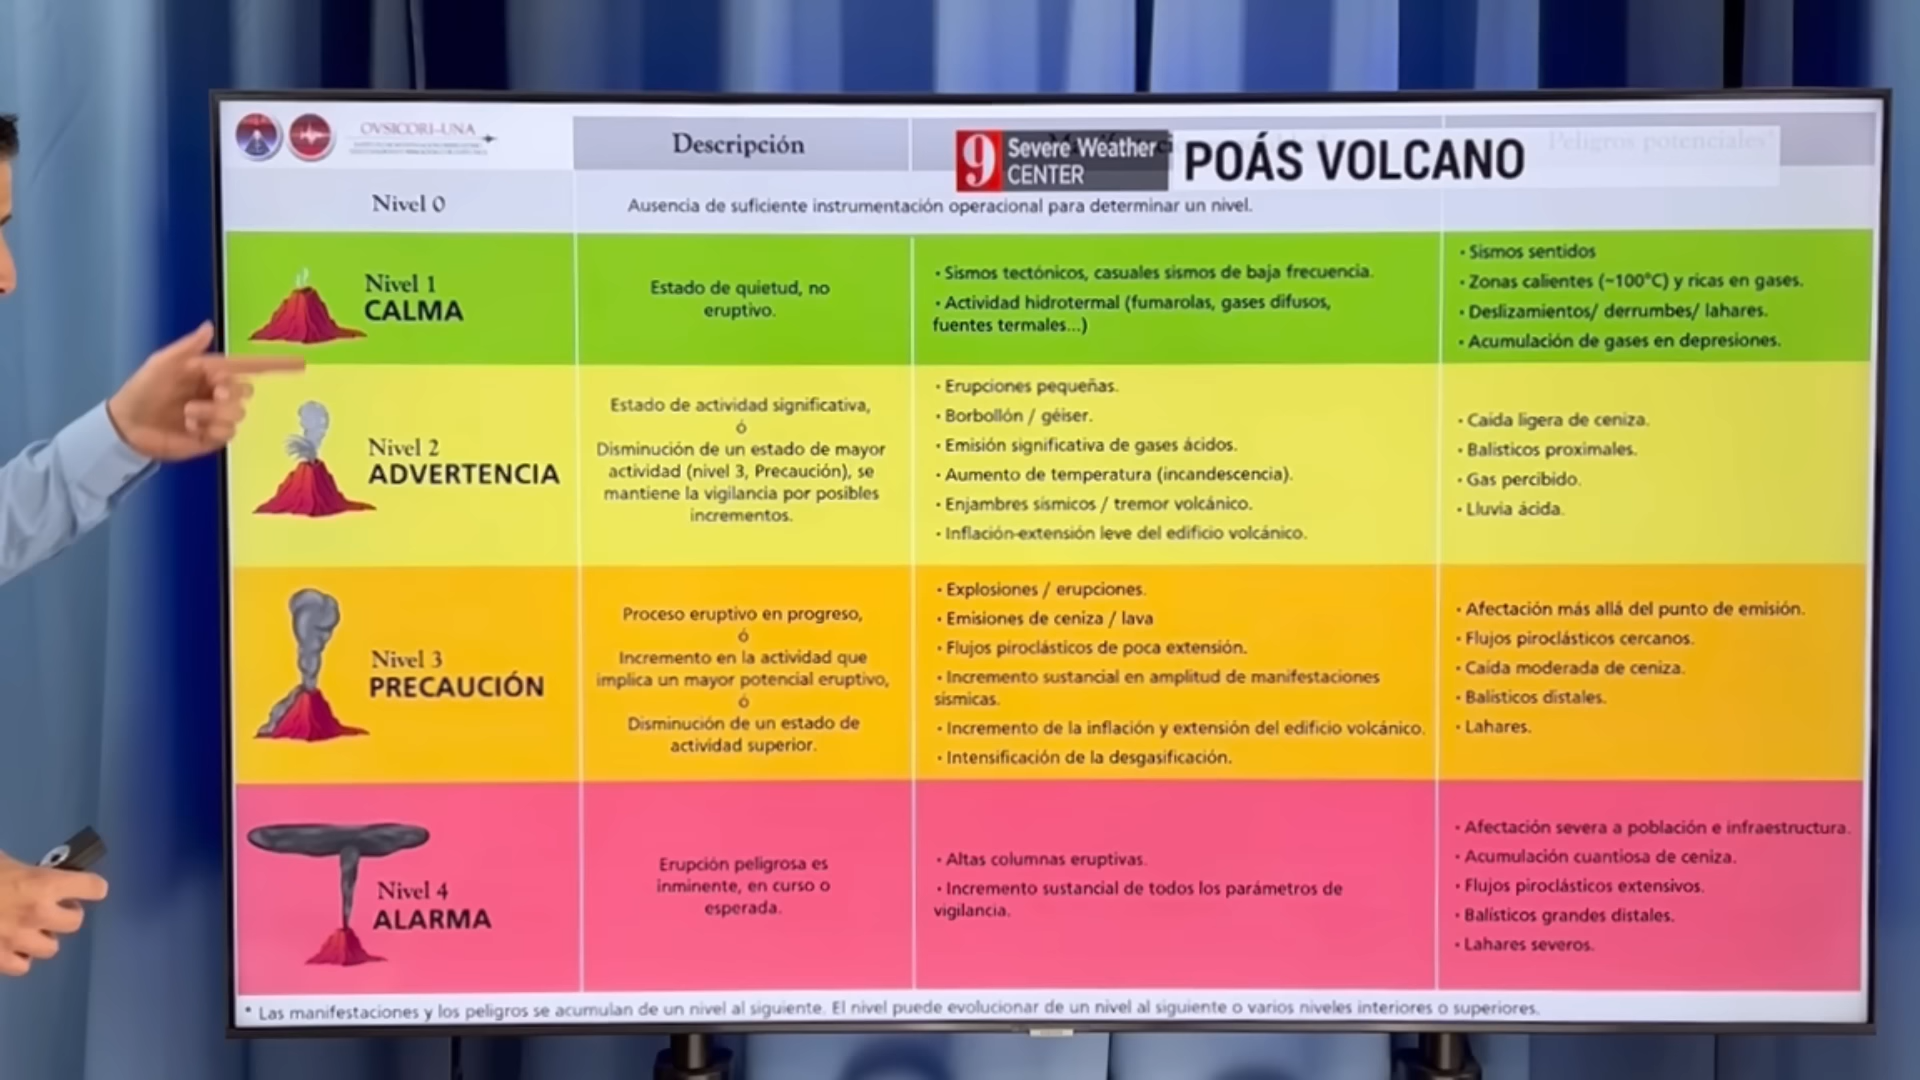 OVSICORI-UNA
Descripción
Peligros potenciales*
9 Severe Weather
CENTER
POÁS VOLCANO
Nivel 0
Ausencia de suficiente instrumentación operacional para determinar un nivel.
Nivel 1
CALMA
Estado de quietud, no
eruptivo.
• Sismos tectónicos, casuales sismos de baja frecuencia.
• Actividad hidrotermal (fumarolas, gases difusos,
fuentes termales...)
• Sismos sentidos
• Zonas calientes (~100°C) y ricas en gases.
• Deslizamientos/ derrumbes/ lahares.
• Acumulación de gases en depresiones.
Nivel 2
ADVERTENCIA
Estado de actividad significativa,
ó
Disminución de un estado de mayor
actividad (nivel 3, Precaución), se
mantiene la vigilancia por posibles
incrementos.
• Erupciones pequeñas.
• Borbollón / géiser.
• Emisión significativa de gases ácidos.
• Aumento de temperatura (incandescencia).
• Enjambres sísmicos / tremor volcánico.
• Inflación-extensión leve del edificio volcánico.
• Caída ligera de ceniza.
• Balísticos proximales.
• Gas percibido.
• Lluvia ácida.
Nivel 3
PRECAUCIÓN
Proceso eruptivo en progreso,
ó
Incremento en la actividad que
implica un mayor potencial eruptivo,
ó
Disminución de un estado de
actividad superior.
• Explosiones / erupciones.
• Emisiones de ceniza / lava
• Flujos piroclásticos de poca extensión.
• Incremento sustancial en amplitud de manifestaciones
sísmicas.
• Incremento de la inflación y extensión del edificio volcánico.
• Intensificación de la desgasificación.
• Afectación más allá del punto de emisión.
• Flujos piroclásticos cercanos.
• Caída moderada de ceniza.
• Balísticos distales.
• Lahares.
Nivel 4
ALARMA
Erupción peligrosa es
inminente, en curso o
esperada.
• Altas columnas eruptivas.
• Incremento sustancial de todos los parámetros de
vigilancia.
• Afectación severa a población e infraestructura.
• Acumulación cuantiosa de ceniza.
• Flujos piroclásticos extensivos.
• Balísticos grandes distales.
• Lahares severos.
* Las manifestaciones y los peligros se acumulan de un nivel al siguiente. El nivel puede evolucionar de un nivel al siguiente o varios niveles interiores o superiores.